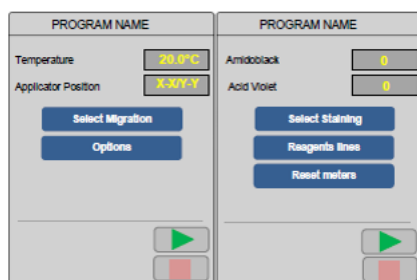 PROGRAM NAME
Temperature 20.0°C
Applicator Position X-X/Y-Y
Select Migration
Options
PROGRAM NAME
Amidoblack 0
Acid Violet 0
Select Staining
Reagents lines
Reset meters